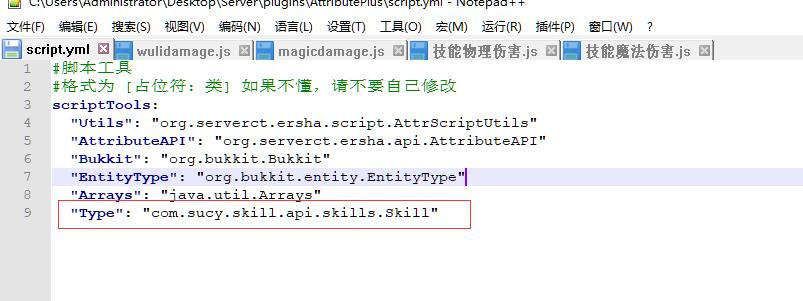 C:\Users\Administrator\Desktop\Server\plugins\AttributePlus\script.yml - Notepad++
文件(F) 编辑(E) 搜索(S) 视图(V) 编码(N) 语言(L) 设置(T) 工具(O) 宏(M) 运行(R) 插件(P) 窗口(W) ?
script.yml wulidamage.js magicdamage.js 技能物理伤害.js 技能魔法伤害.js
1 #脚本工具
2 #格式为 [占位符: 类] 如果不懂，请不要自己修改
3 scriptTools:
4 "Utils": "org.serverct.ersha.script.AttrScriptUtils"
5 "AttributeAPI": "org.serverct.ersha.api.AttributeAPI"
6 "Bukkit": "org.bukkit.Bukkit"
7 "EntityType": "org.bukkit.entity.EntityType"
8 "Arrays": "java.util.Arrays"
9 "Type": "com.sucy.skill.api.skills.Skill"